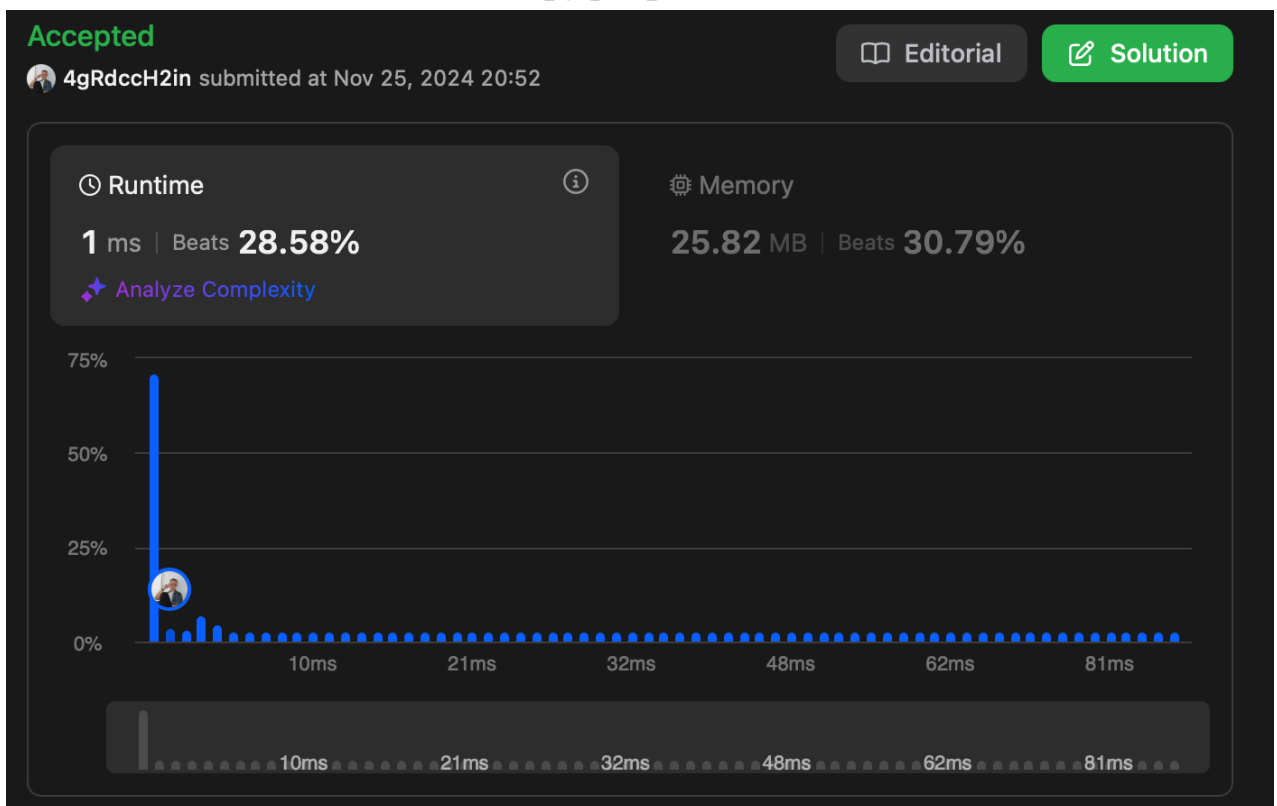 Accepted
Editorial
Solution
4gRdccH2in submitted at Nov 25, 2024 20:52
Runtime
Memory
1 ms | Beats 28.58%
25.82 MB | Beats 30.79%
Analyze Complexity
75%
50%
25%
0%
10ms 21ms 32ms 48ms 62ms 81ms
10ms 21ms 32ms 48ms 62ms 81ms